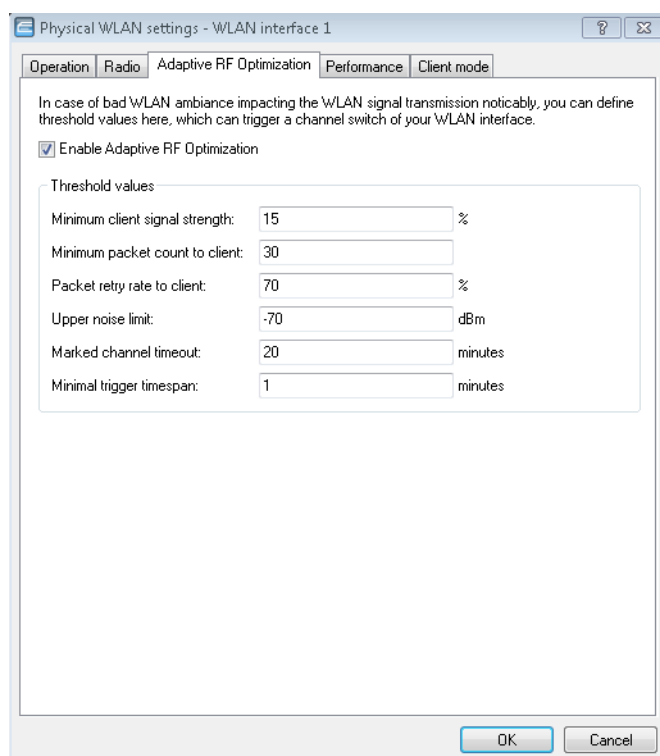 Physical WLAN settings - WLAN interface 1
Operation Radio Adaptive RF Optimization Performance Client mode
In case of bad WLAN ambiance impacting the WLAN signal transmission noticably, you can define
threshold values here, which can trigger a channel switch of your WLAN interface.
Enable Adaptive RF Optimization
Threshold values
Minimum client signal strength: 15 %
Minimum packet count to client: 30
Packet retry rate to client: 70 %
Upper noise limit: -70 dBm
Marked channel timeout: 20 minutes
Minimal trigger timespan: 1 minutes
OK Cancel